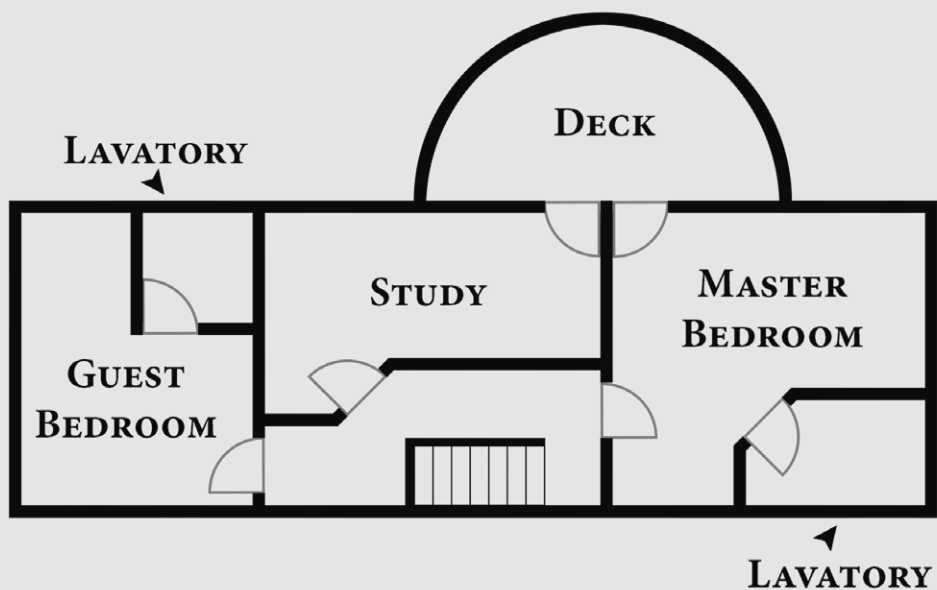 Deck
Lavatory
Study
Master
Bedroom
Guest
Bedroom
Lavatory